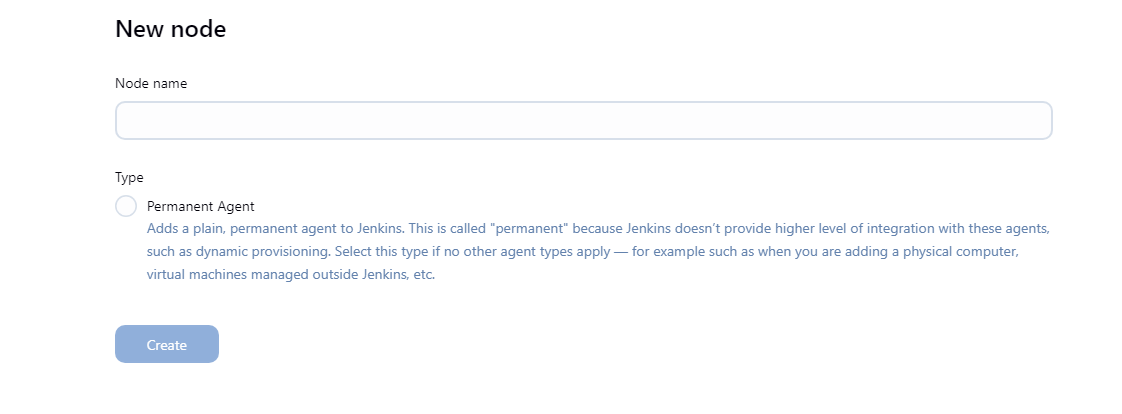 New node
Node name
Type
Permanent Agent
Adds a plain, permanent agent to Jenkins. This is called "permanent" because Jenkins doesn’t provide higher level of integration with these agents,
such as dynamic provisioning. Select this type if no other agent types apply — for example such as when you are adding a physical computer,
virtual machines managed outside Jenkins, etc.
Create